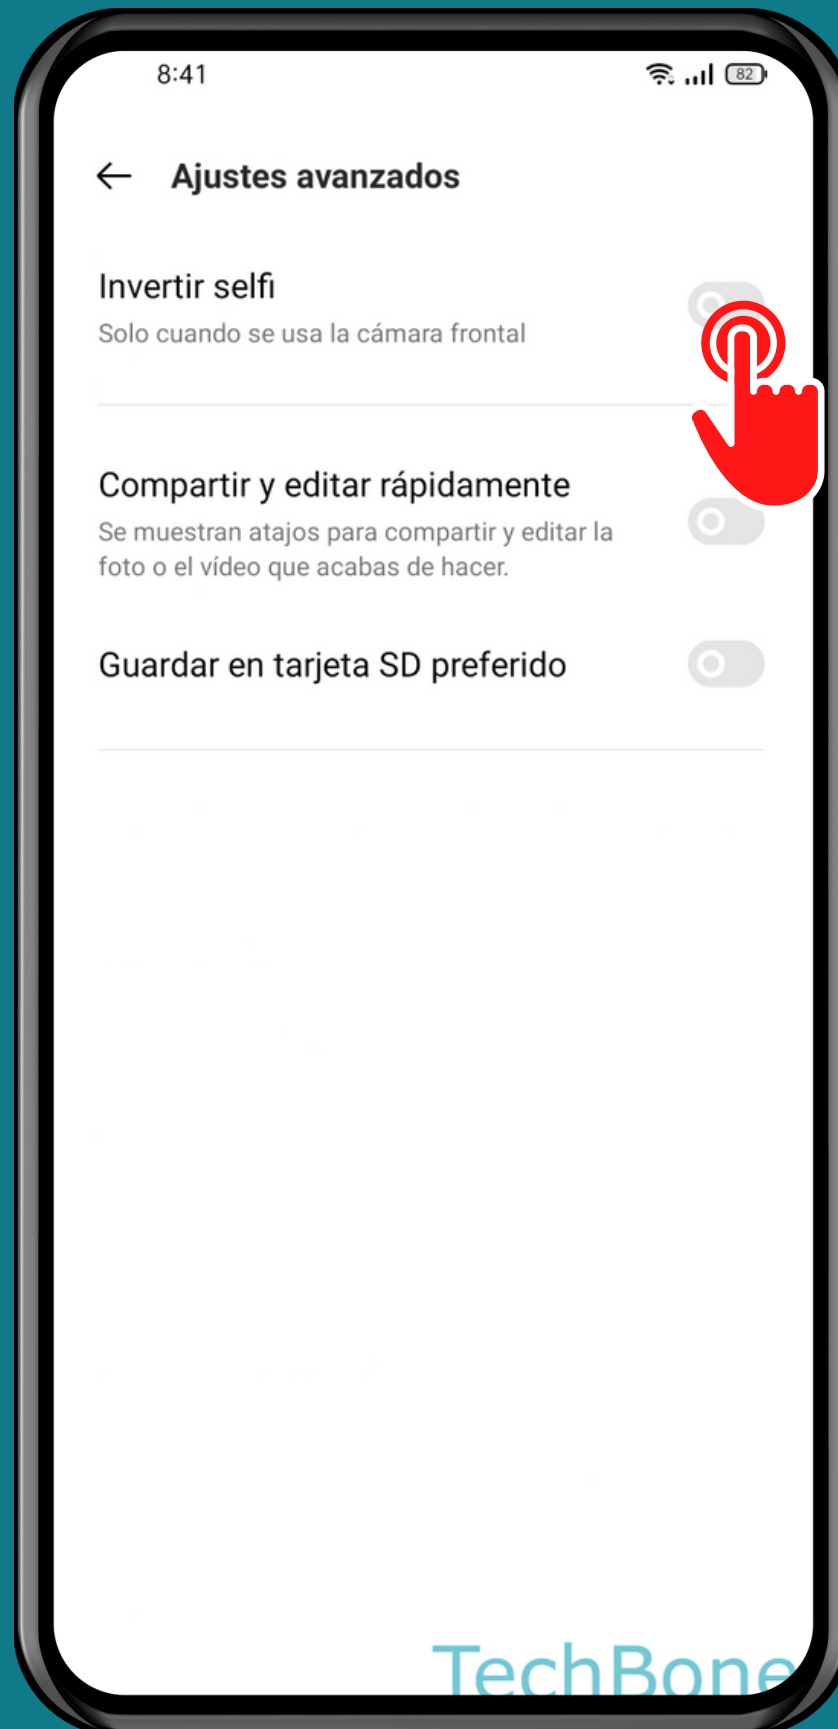 8:41
82
Ajustes avanzados
Invertir selfi
Solo cuando se usa la cámara frontal
Compartir y editar rápidamente
Se muestran atajos para compartir y editar la
foto o el vídeo que acabas de hacer.
Guardar en tarjeta SD preferido
TechBone